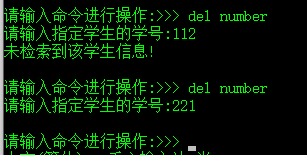 请输入命令进行操作:>>> del number
请输入指定学生的学号:112
未检索到该学生信息!
请输入命令进行操作:>>> del number
请输入指定学生的学号:221
请输入命令进行操作:>>>